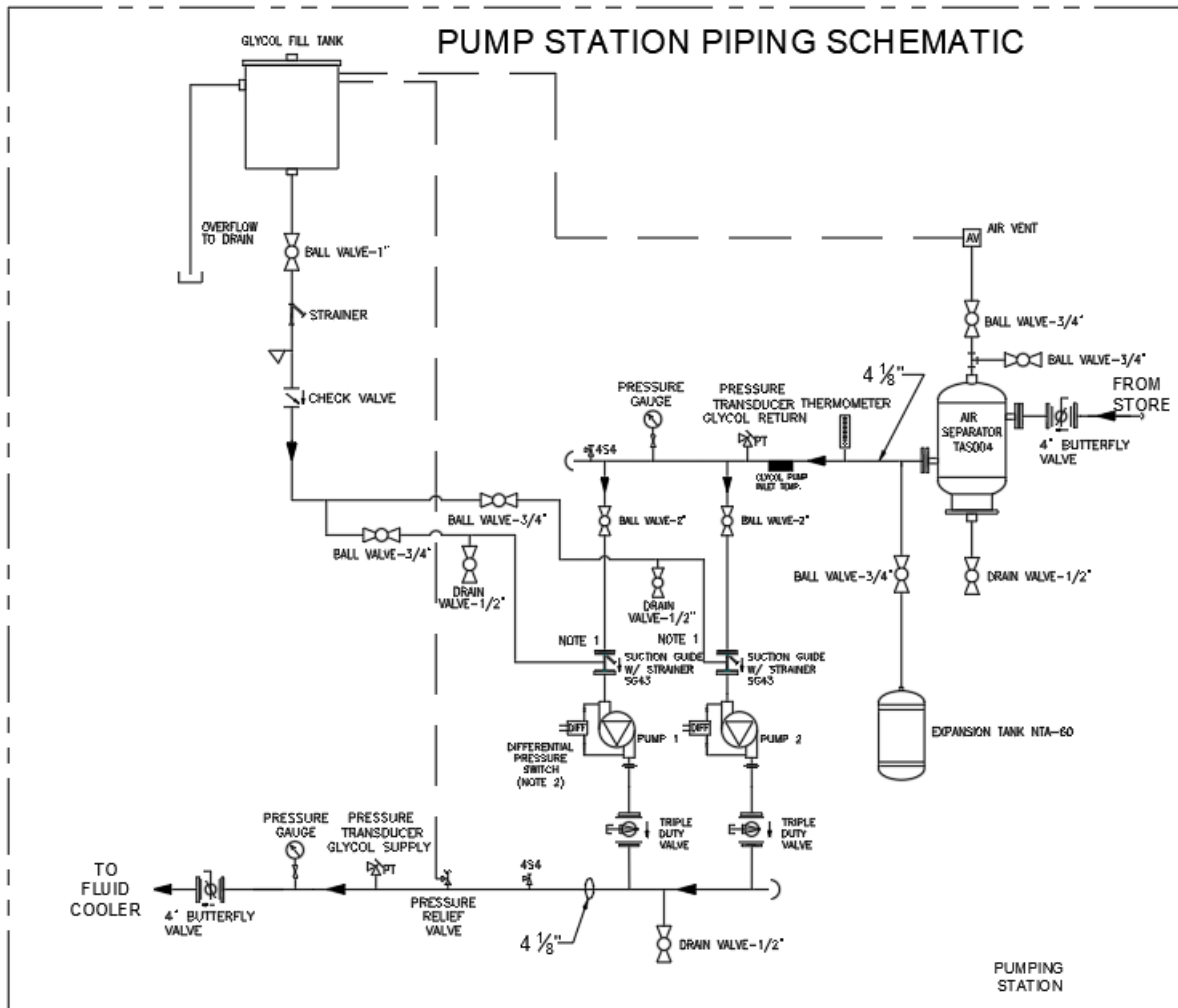 PUMP STATION PIPING SCHEMATIC
GLYCOL FILL TANK
OVERFLOW
TO DRAIN
BALL VALVE-1"
STRAINER
CHECK VALVE
AV
AIR VENT
BALL VALVE-3/4"
BALL VALVE-3/4"
FROM
STORE
AIR
SEPARATOR
TAS004
4" BUTTERFLY
VALVE
4 ⅛"
PRESSURE
GAUGE
PRESSURE
TRANSDUCER
GLYCOL RETURN
THERMOMETER
4S4
PT
GLYCOL PUMP
INLET TEMP.
BALL VALVE-3/4"
BALL VALVE-3/4"
BALL VALVE-2"
BALL VALVE-2"
BALL VALVE-3/4"
DRAIN VALVE-1/2"
DRAIN
VALVE-1/2"
DRAIN
VALVE-1/2"
NOTE 1
NOTE 1
SUCTION GUIDE
W/ STRAINER
SG43
SUCTION GUIDE
W/ STRAINER
SG43
DIFF
PUMP 1
DIFF
PUMP 2
EXPANSION TANK NTA-60
DIFFERENTIAL
PRESSURE
SWITCH
(NOTE 2)
TRIPLE
DUTY
VALVE
TRIPLE
DUTY
VALVE
PRESSURE
GAUGE
PRESSURE
TRANSDUCER
GLYCOL SUPPLY
PT
4S4
TO
FLUID
COOLER
4" BUTTERFLY
VALVE
PRESSURE
RELIEF
VALVE
4 ⅛"
DRAIN VALVE-1/2"
PUMPING
STATION